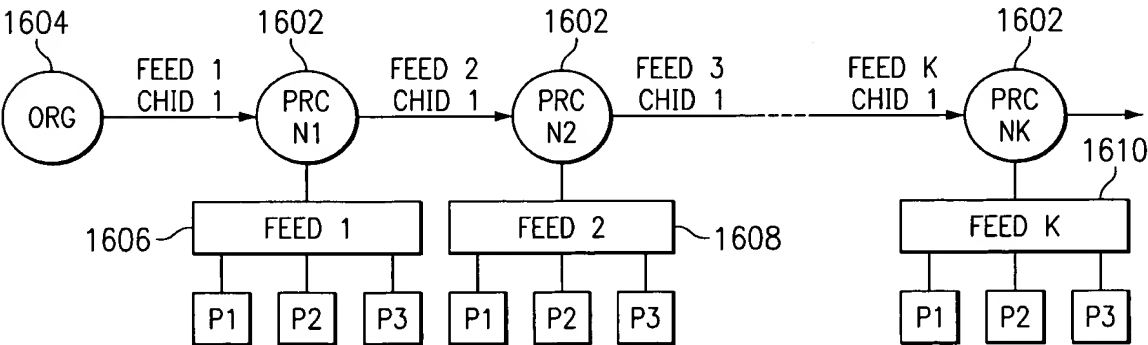 1604
1602
1602
1602
FEED 1
CHID 1
FEED 2
CHID 1
FEED 3
CHID 1
FEED K
CHID 1
ORG
PRC
N1
PRC
N2
PRC
NK
1610
1606
FEED 1
FEED 2
1608
FEED K
P1
P2
P3
P1
P2
P3
P1
P2
P3